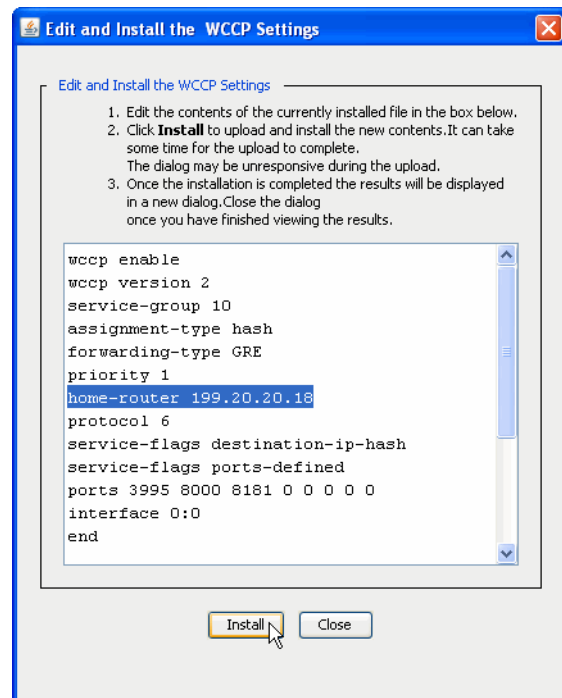 Edit and Install the WCCP Settings
Edit and Install the WCCP Settings
1. Edit the contents of the currently installed file in the box below.
2. Click Install to upload and install the new contents.It can take
some time for the upload to complete.
The dialog may be unresponsive during the upload.
3. Once the installation is completed the results will be displayed
in a new dialog.Close the dialog
once you have finished viewing the results.
wccp enable
wccp version 2
service-group 10
assignment-type hash
forwarding-type GRE
priority 1
home-router 199.20.20.18
protocol 6
service-flags destination-ip-hash
service-flags ports-defined
ports 3995 8000 8181 0 0 0 0 0
interface 0:0
end
Install Close